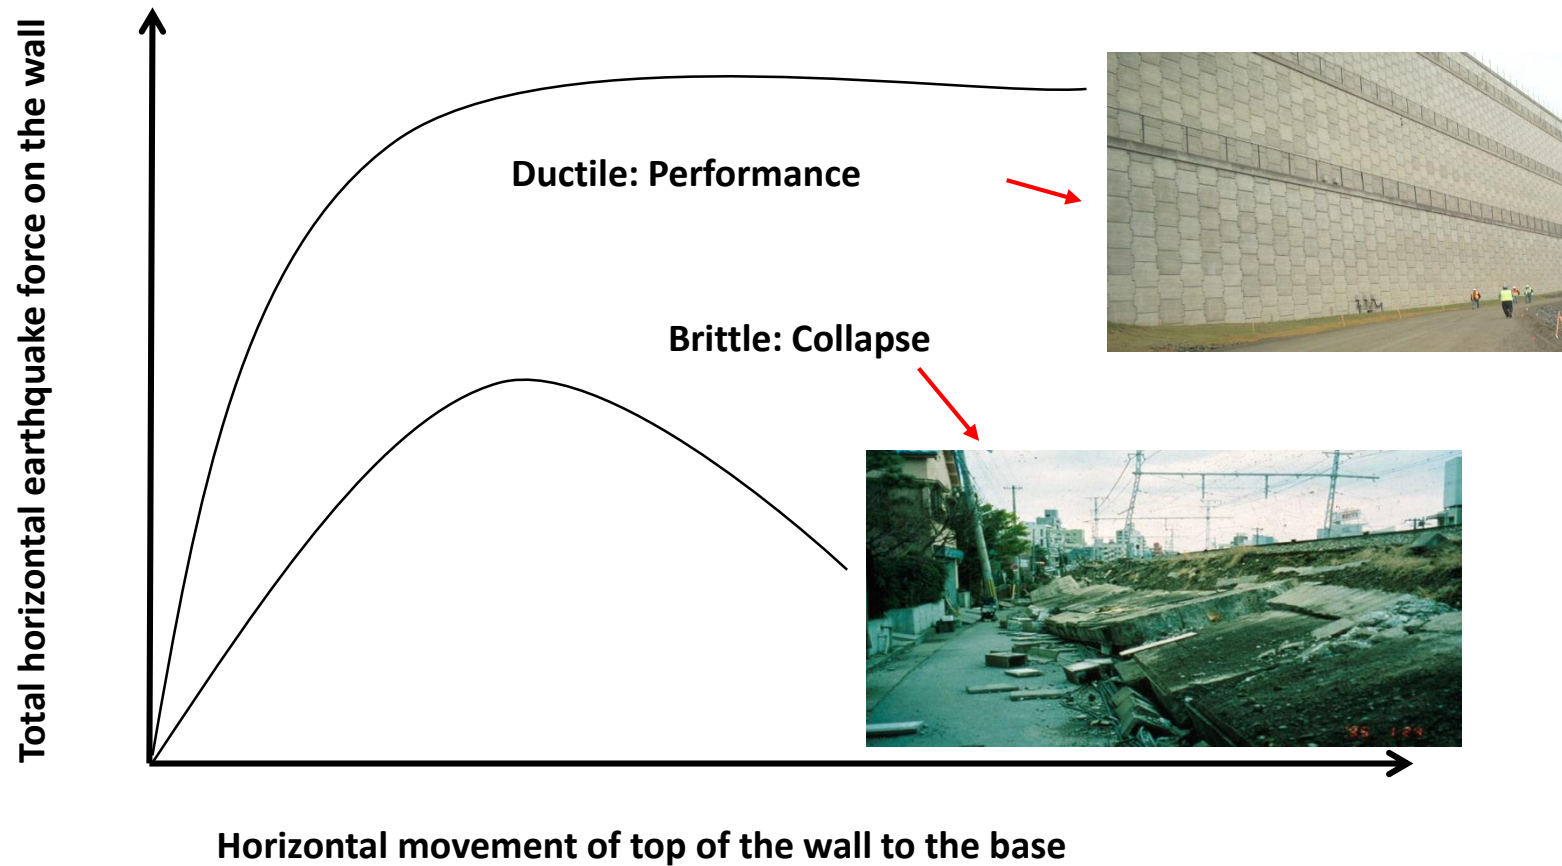 Total horizontal earthquake force on the wall
Ductile: Performance
Brittle: Collapse
95 1 23
Horizontal movement of top of the wall to the base